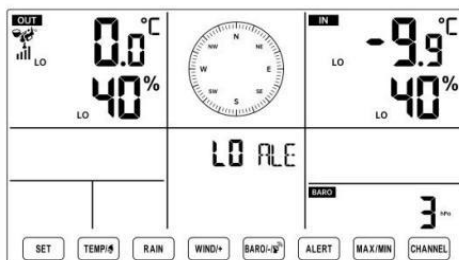 OUT
0.0°C
LO
40%
LO
N
NW NE
W E
SW SE
S
IN
-9.9°C
LO
40%
LO
LO ALE
BARO
3 hPa
SET TEMP/ RAIN WIND/+ BARO/-/ ALERT MAX/MIN CHANNEL